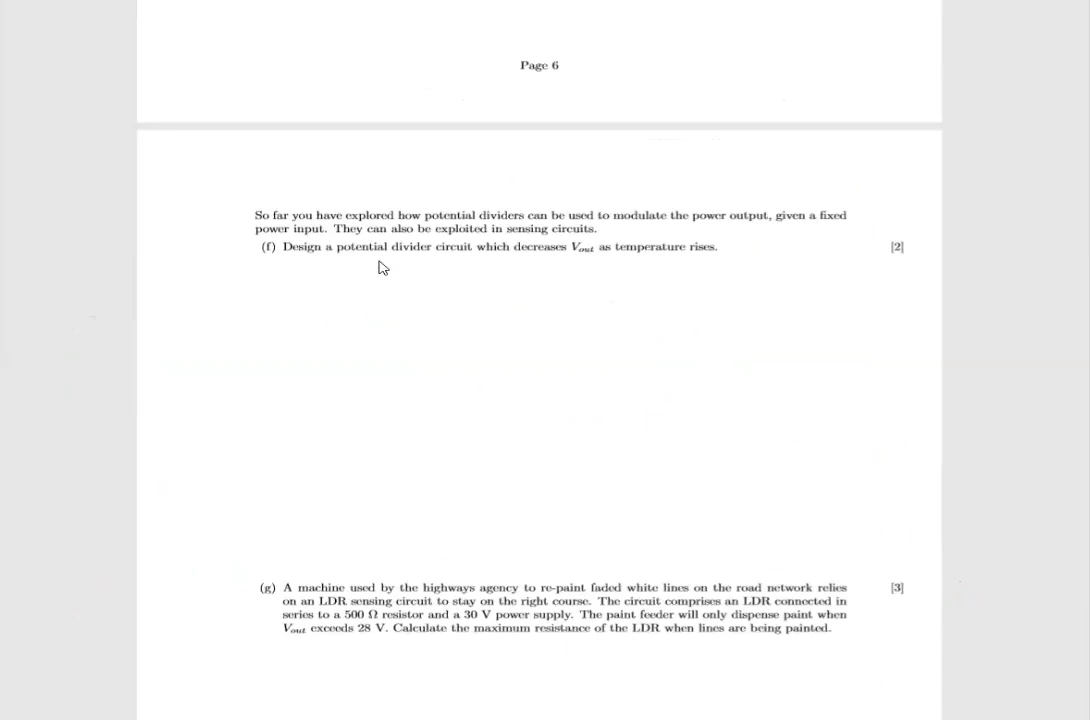 Page 6
So far you have explored how potential dividers can be used to modulate the power output, given a fixed
power input. They can also be exploited in sensing circuits.
(f) Design a potential divider circuit which decreases Vout as temperature rises. [2]
(g) A machine used by the highways agency to re-paint faded white lines on the road network relies [3]
on an LDR sensing circuit to stay on the right course. The circuit comprises an LDR connected in
series to a 500 Ω resistor and a 30 V power supply. The paint feeder will only dispense paint when
Vout exceeds 28 V. Calculate the maximum resistance of the LDR when lines are being painted.